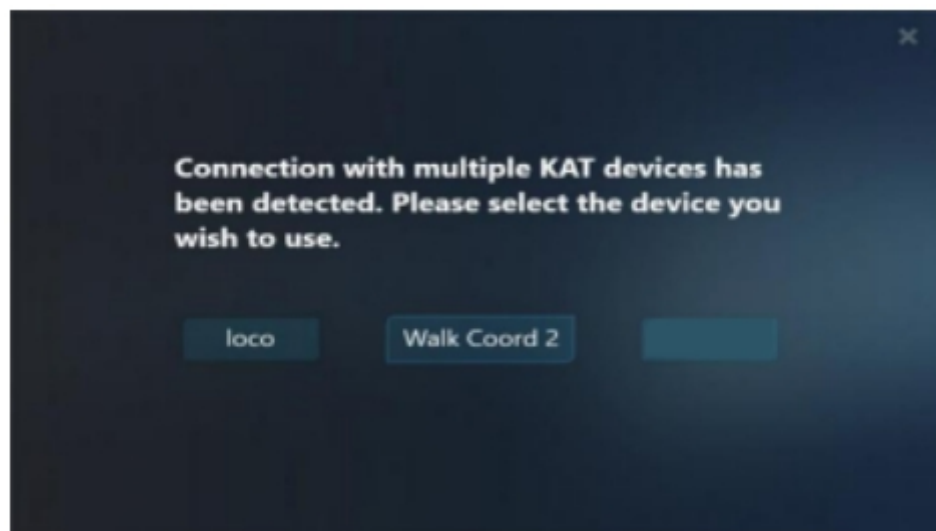 Connection with multiple KAT devices has
been detected. Please select the device you
wish to use.
loco
Walk Coord 2